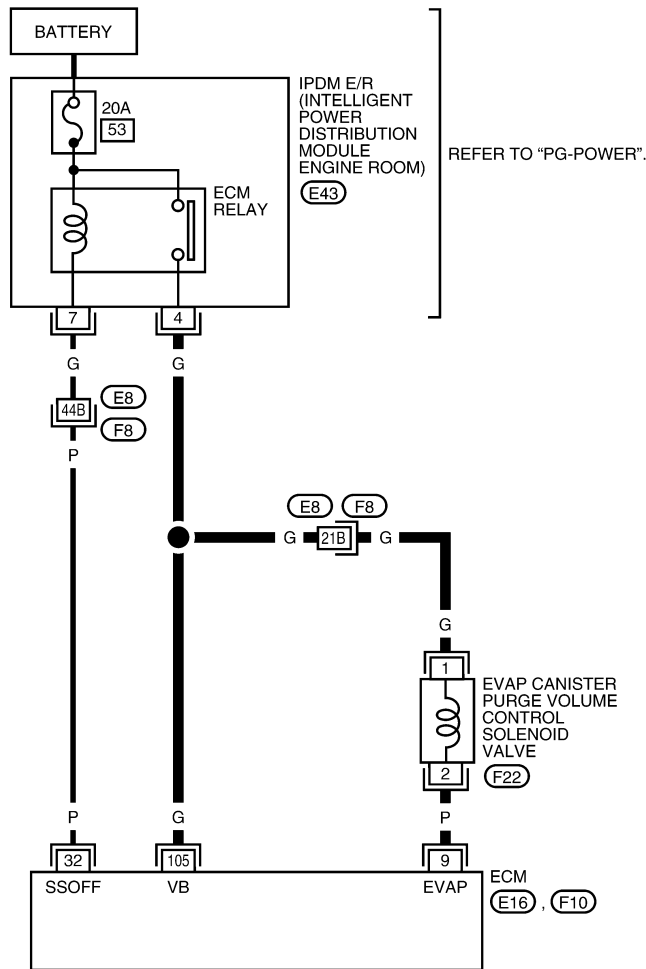 BATTERY
20A
53
IPDM E/R
(INTELLIGENT
POWER
DISTRIBUTION
MODULE
ENGINE ROOM)
E43
REFER TO “PG-POWER”.
ECM
RELAY
7
4
G
G
44B
E8
F8
P
E8
F8
G
21B
G
G
1
EVAP CANISTER
PURGE VOLUME
CONTROL
SOLENOID
VALVE
2
F22
P
G
P
32
105
9
SSOFF
VB
EVAP
ECM
E16 , F10